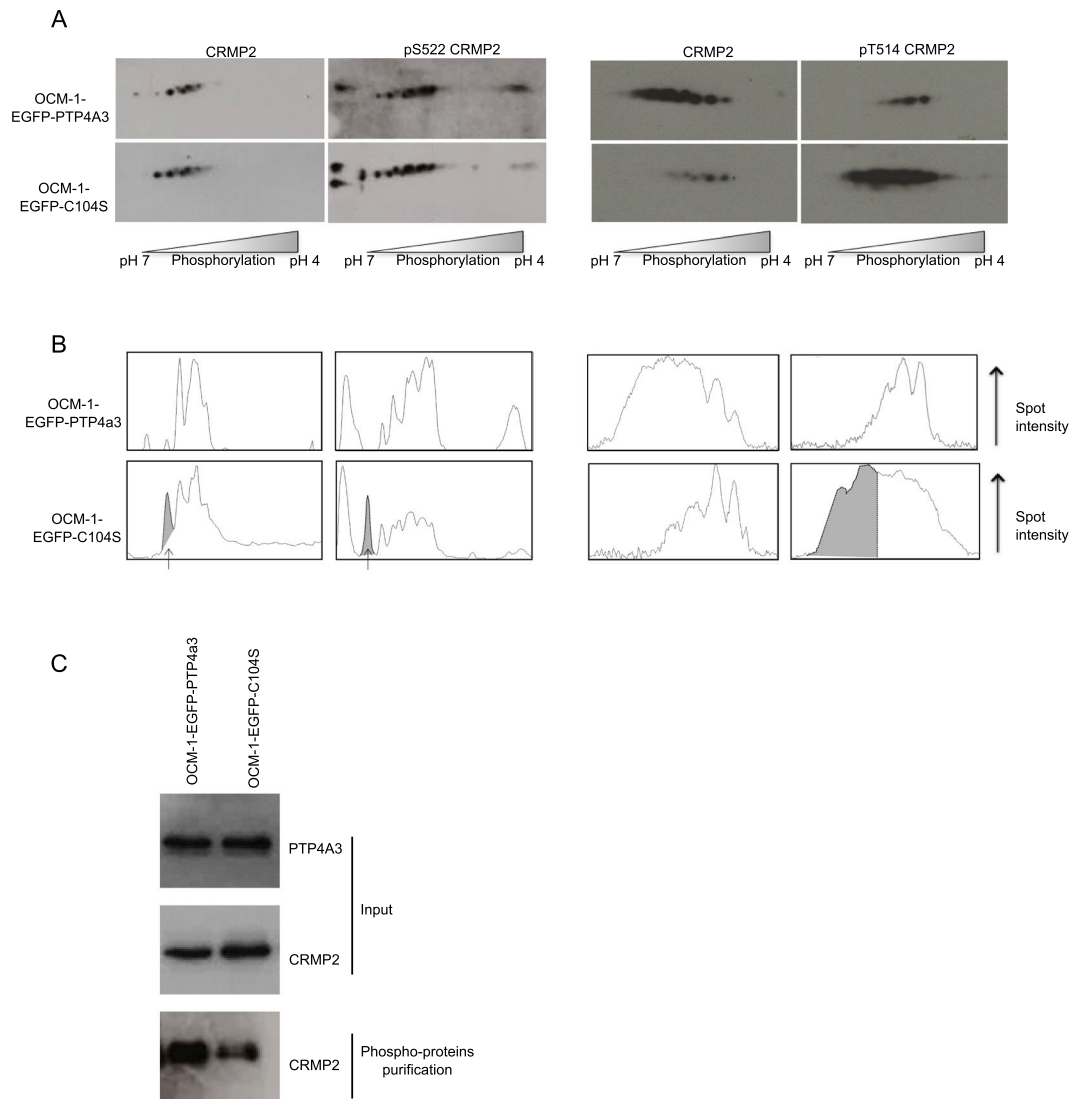 A
CRMP2
pS522 CRMP2
CRMP2
pT514 CRMP2
OCM-1-
EGFP-PTP4A3
OCM-1-
EGFP-C104S
pH 7 Phosphorylation pH 4
pH 7 Phosphorylation pH 4
pH 7 Phosphorylation pH 4
pH 7 Phosphorylation pH 4
B
OCM-1-
EGFP-PTP4a3
Spot
intensity
OCM-1-
EGFP-C104S
Spot
intensity
C
OCM-1-EGFP-PTP4a3
OCM-1-EGFP-C104S
PTP4A3
Input
CRMP2
CRMP2
Phospho-proteins
purification